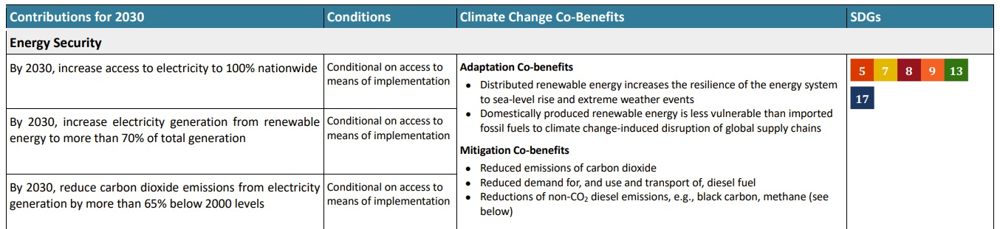 Contributions for 2030 Conditions Climate Change Co-Benefits SDGs
Energy Security
By 2030, increase access to electricity to 100% nationwide
Conditional on access to
means of implementation
By 2030, increase electricity generation from renewable
energy to more than 70% of total generation
Conditional on access to
means of implementation
By 2030, reduce carbon dioxide emissions from electricity
generation by more than 65% below 2000 levels
Conditional on access to
means of implementation
Adaptation Co-benefits
• Distributed renewable energy increases the resilience of the energy system
to sea-level rise and extreme weather events
• Domestically produced renewable energy is less vulnerable than imported
fossil fuels to climate change-induced disruption of global supply chains
Mitigation Co-benefits
• Reduced emissions of carbon dioxide
• Reduced demand for, and use and transport of, diesel fuel
• Reductions of non-CO₂ diesel emissions, e.g., black carbon, methane (see
below)
5 7 8 9 13
17